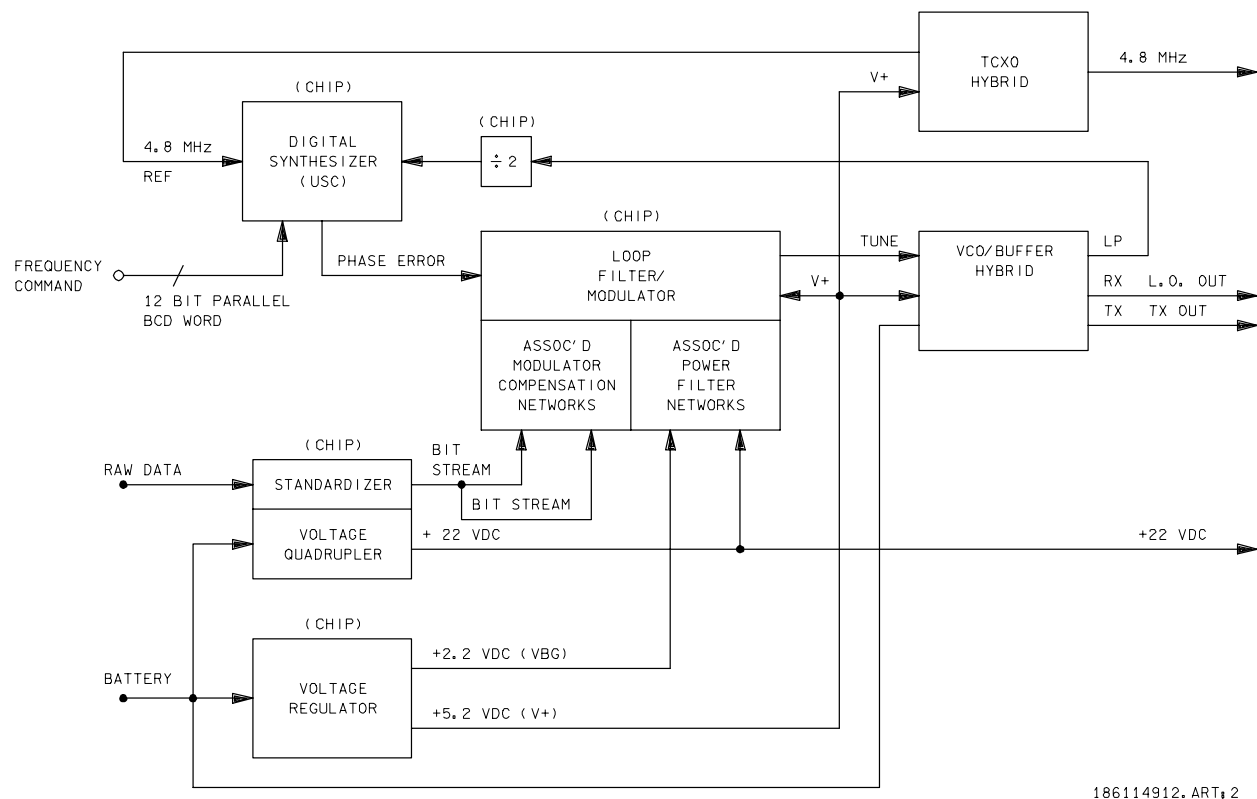 TCXO
HYBRID
4.8 MHz
V+
(CHIP)
DIGITAL
SYNTHESIZER
(USC)
(CHIP)
÷ 2
4.8 MHz
REF
FREQUENCY
COMMAND
12 BIT PARALLEL
BCD WORD
PHASE ERROR
(CHIP)
LOOP
FILTER/
MODULATOR
TUNE
V+
VCO/BUFFER
HYBRID
LP
RX L.O. OUT
TX TX OUT
ASSOC'D
MODULATOR
COMPENSATION
NETWORKS
ASSOC'D
POWER
FILTER
NETWORKS
(CHIP)
RAW DATA
STANDARDIZER
BIT
STREAM
BIT STREAM
VOLTAGE
QUADRUPLER
+ 22 VDC
+22 VDC
(CHIP)
BATTERY
VOLTAGE
REGULATOR
+2.2 VDC (VBG)
+5.2 VDC (V+)
186114912.ART;2